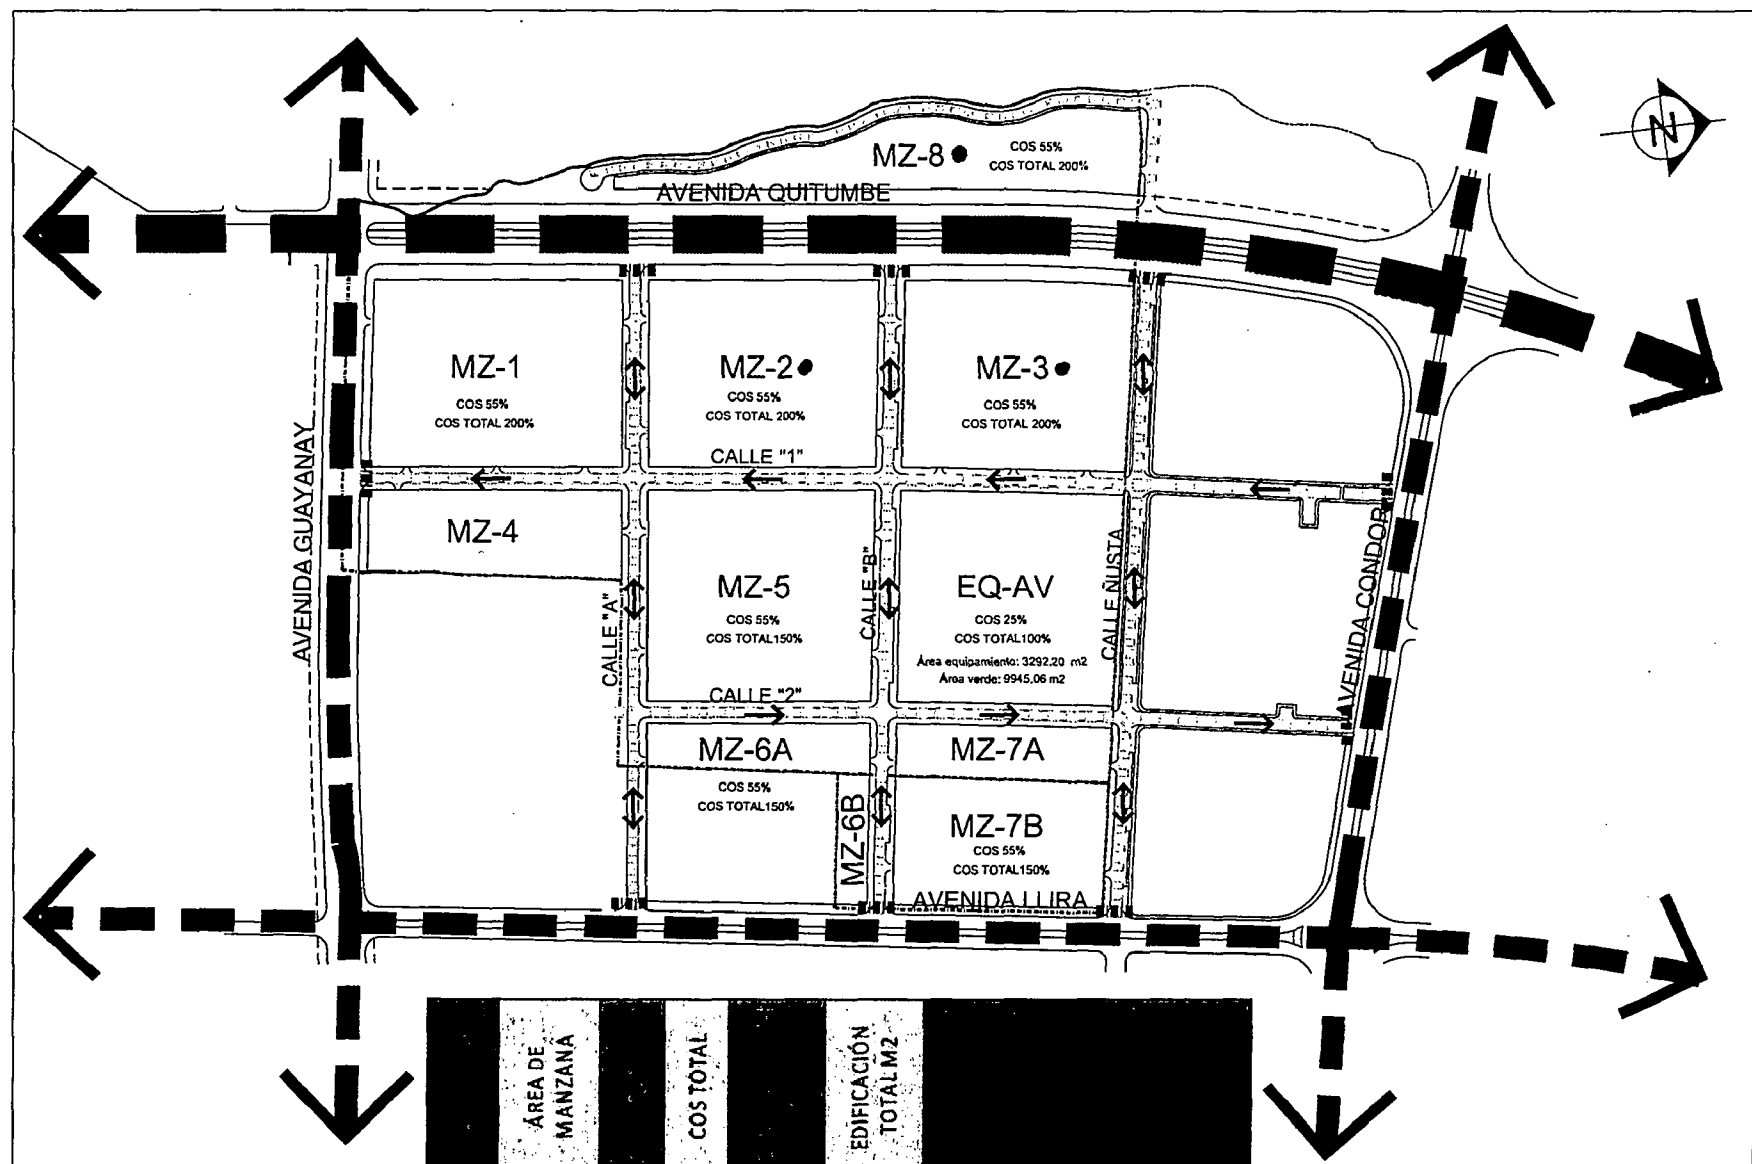 MZ-8
COS 55%
COS TOTAL 200%
N
AVENIDA QUITUMBE
MZ-1
COS 55%
COS TOTAL 200%
MZ-2
COS 55%
COS TOTAL 200%
MZ-3
COS 55%
COS TOTAL 200%
CALLE "1"
AVENIDA GUAYANAY
MZ-4
CALLE "A"
MZ-5
COS 55%
COS TOTAL150%
CALLE "B"
EQ-AV
COS 25%
COS TOTAL100%
Área equipamiento: 3292,20 m2
Área verde: 9945,06 m2
CALLE ÑUSTA
AVENIDA CONDOR
CALLE "2"
MZ-6A
COS 55%
COS TOTAL150%
MZ-6B
MZ-7A
MZ-7B
COS 55%
COS TOTAL150%
AVENIDA LLIRA
ÁREA DE
MANZANA
COS TOTAL
EDIFICACIÓN
TOTAL M2